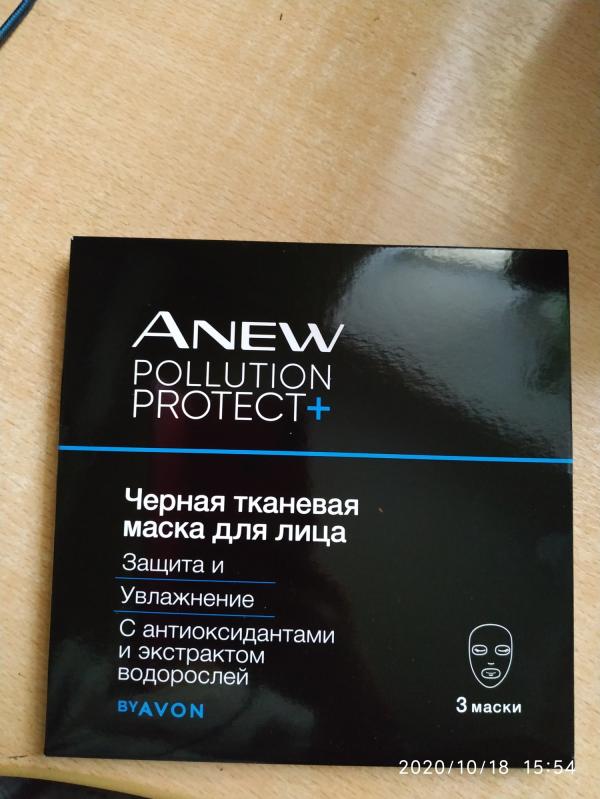 ANEW
POLLUTION
PROTECT+
Черная тканевая
маска для лица
Защита и
Увлажнение
С антиоксидантами
и экстрактом
водорослей
BY AVON
3 маски
2020/10/18 15:54